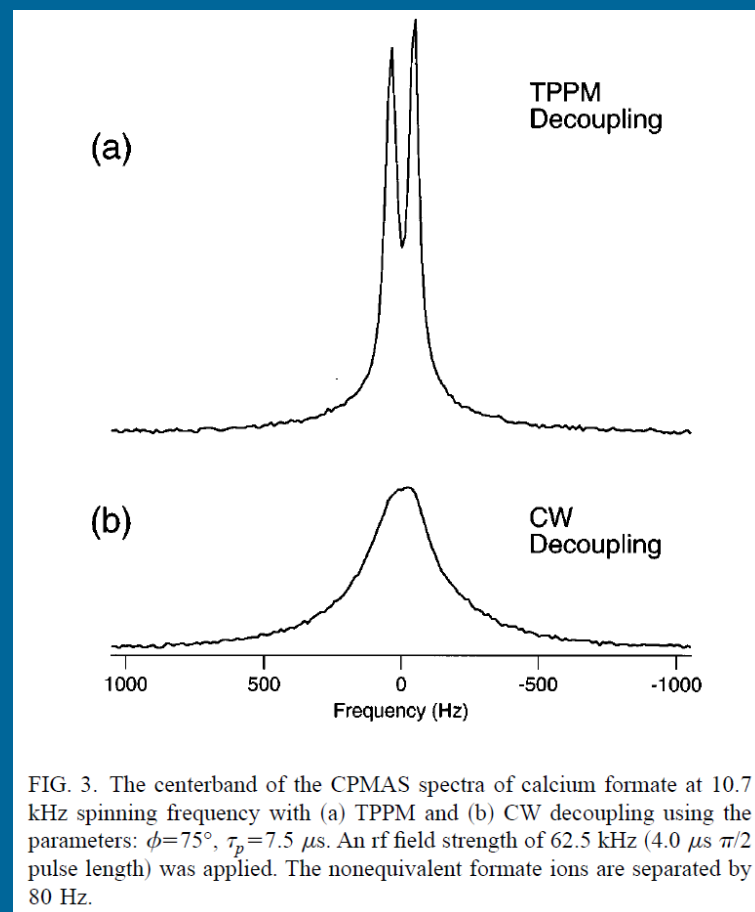 (a)
TPPM
Decoupling
(b)
CW
Decoupling
1000 500 0 -500 -1000
Frequency (Hz)
FIG. 3. The centerband of the CPMAS spectra of calcium formate at 10.7
kHz spinning frequency with (a) TPPM and (b) CW decoupling using the
parameters: ϕ=75°, τp=7.5 μs. An rf field strength of 62.5 kHz (4.0 μs π/2
pulse length) was applied. The nonequivalent formate ions are separated by
80 Hz.